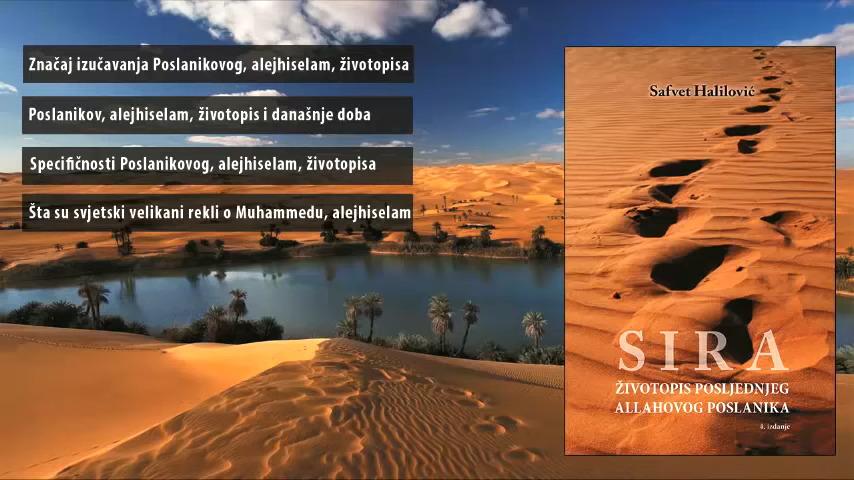 Značaj izučavanja Poslanikovog, alejhiselam, životopisa
Poslanikov, alejhiselam, životopis i današnje doba
Specifičnosti Poslanikovog, alejhiselam, životopisa
Šta su svjetski velikani rekli o Muhammedu, alejhiselam
Safvet Halilović
SIRA
ŽIVOTOPIS POSLJEDNJEG
ALLAHOVOG POSLANIKA
4. izdanje